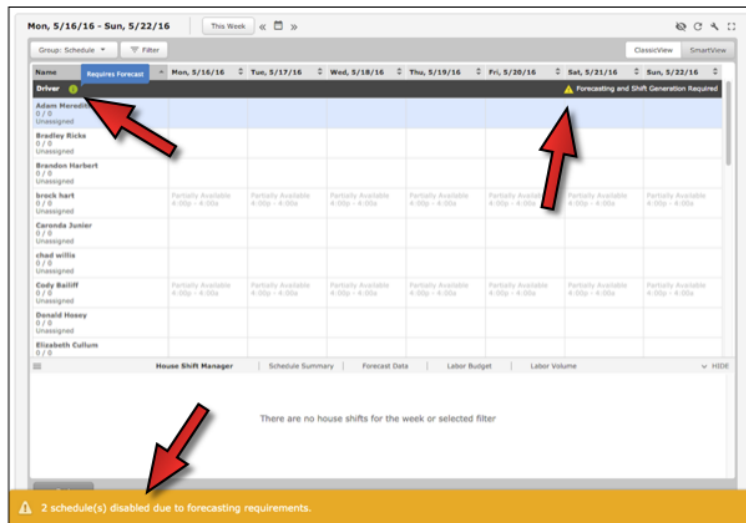 Mon, 5/16/16 - Sun, 5/22/16 This Week « »
Group: Schedule Filter ClassicView SmartView
Name Requires Forecast Mon, 5/16/16 Tue, 5/17/16 Wed, 5/18/16 Thu, 5/19/16 Fri, 5/20/16 Sat, 5/21/16 Sun, 5/22/16
Driver Forecasting and Shift Generation Required
Adam Meredith
0 / 0
Unassigned
Bradley Ricks
0 / 0
Unassigned
Brandon Harbert
0 / 0
Unassigned
brock hart Partially Available Partially Available Partially Available Partially Available Partially Available Partially Available Partially Available
0 / 0 4:00p - 4:00a 4:00p - 4:00a 4:00p - 4:00a 4:00p - 4:00a 4:00p - 4:00a 4:00p - 4:00a 4:00p - 4:00a
Unassigned
Caronda Junior
0 / 0
Unassigned
chad willis
0 / 0
Unassigned
Cody Bailiff Partially Available Partially Available Partially Available Partially Available Partially Available Partially Available Partially Available
0 / 0 4:00p - 4:00a 4:00p - 4:00a 4:00p - 4:00a 4:00p - 4:00a 4:00p - 4:00a 4:00p - 4:00a 4:00p - 4:00a
Unassigned
Donald Hosey
0 / 0
Unassigned
Elizabeth Cullum
0 / 0
House Shift Manager | Schedule Summary | Forecast Data | Labor Budget | Labor Volume HIDE
There are no house shifts for the week or selected filter
2 schedule(s) disabled due to forecasting requirements.